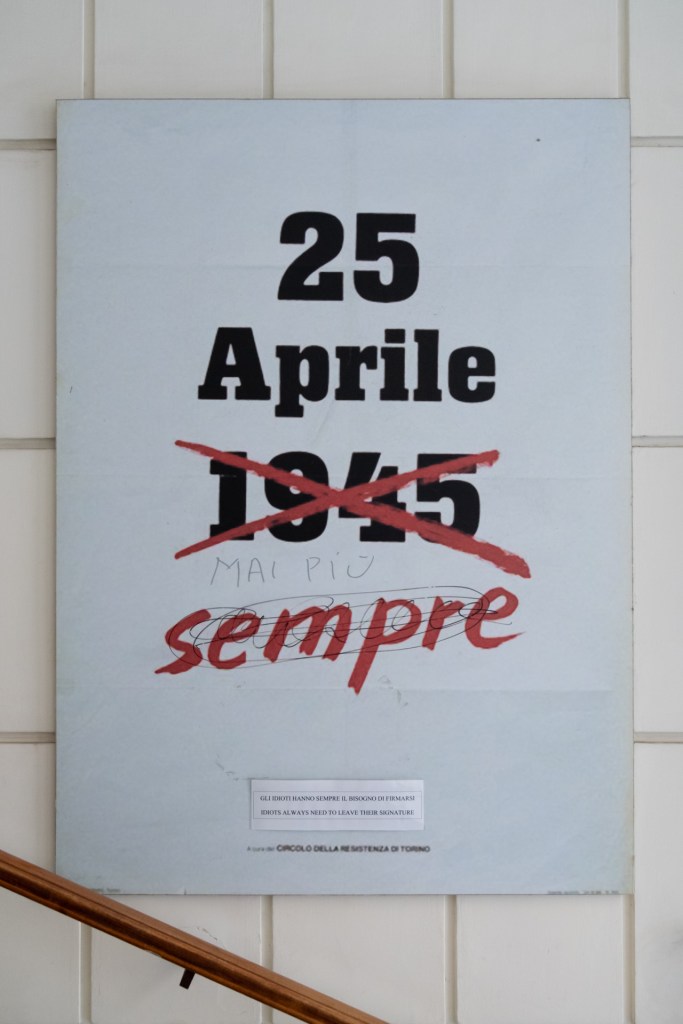 25
Aprile
1945
MAI PIÙ
sempre
GLI IDIOTI HANNO SEMPRE IL BISOGNO DI FIRMARSI
IDIOTS ALWAYS NEED TO LEAVE THEIR SIGNATURE
A cura del CIRCOLO DELLA RESISTENZA DI TORINO